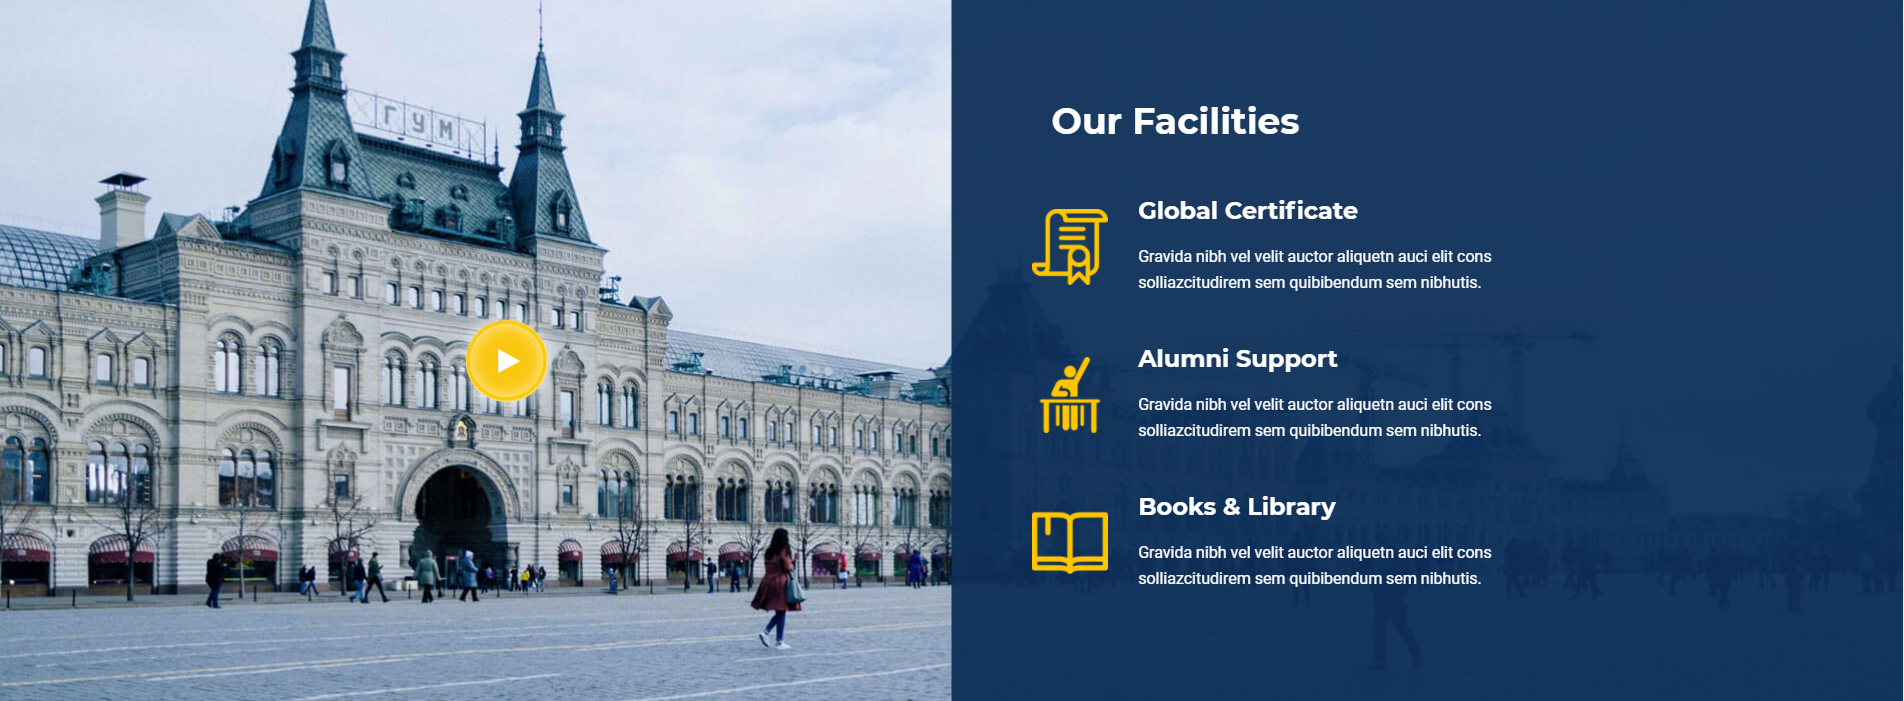 ГУМ
Our Facilities
Global Certificate
Gravida nibh vel velit auctor aliquetn auci elit cons
solliazcitudirem sem quibibendum sem nibhutis.
Alumni Support
Gravida nibh vel velit auctor aliquetn auci elit cons
solliazcitudirem sem quibibendum sem nibhutis.
Books & Library
Gravida nibh vel velit auctor aliquetn auci elit cons
solliazcitudirem sem quibibendum sem nibhutis.